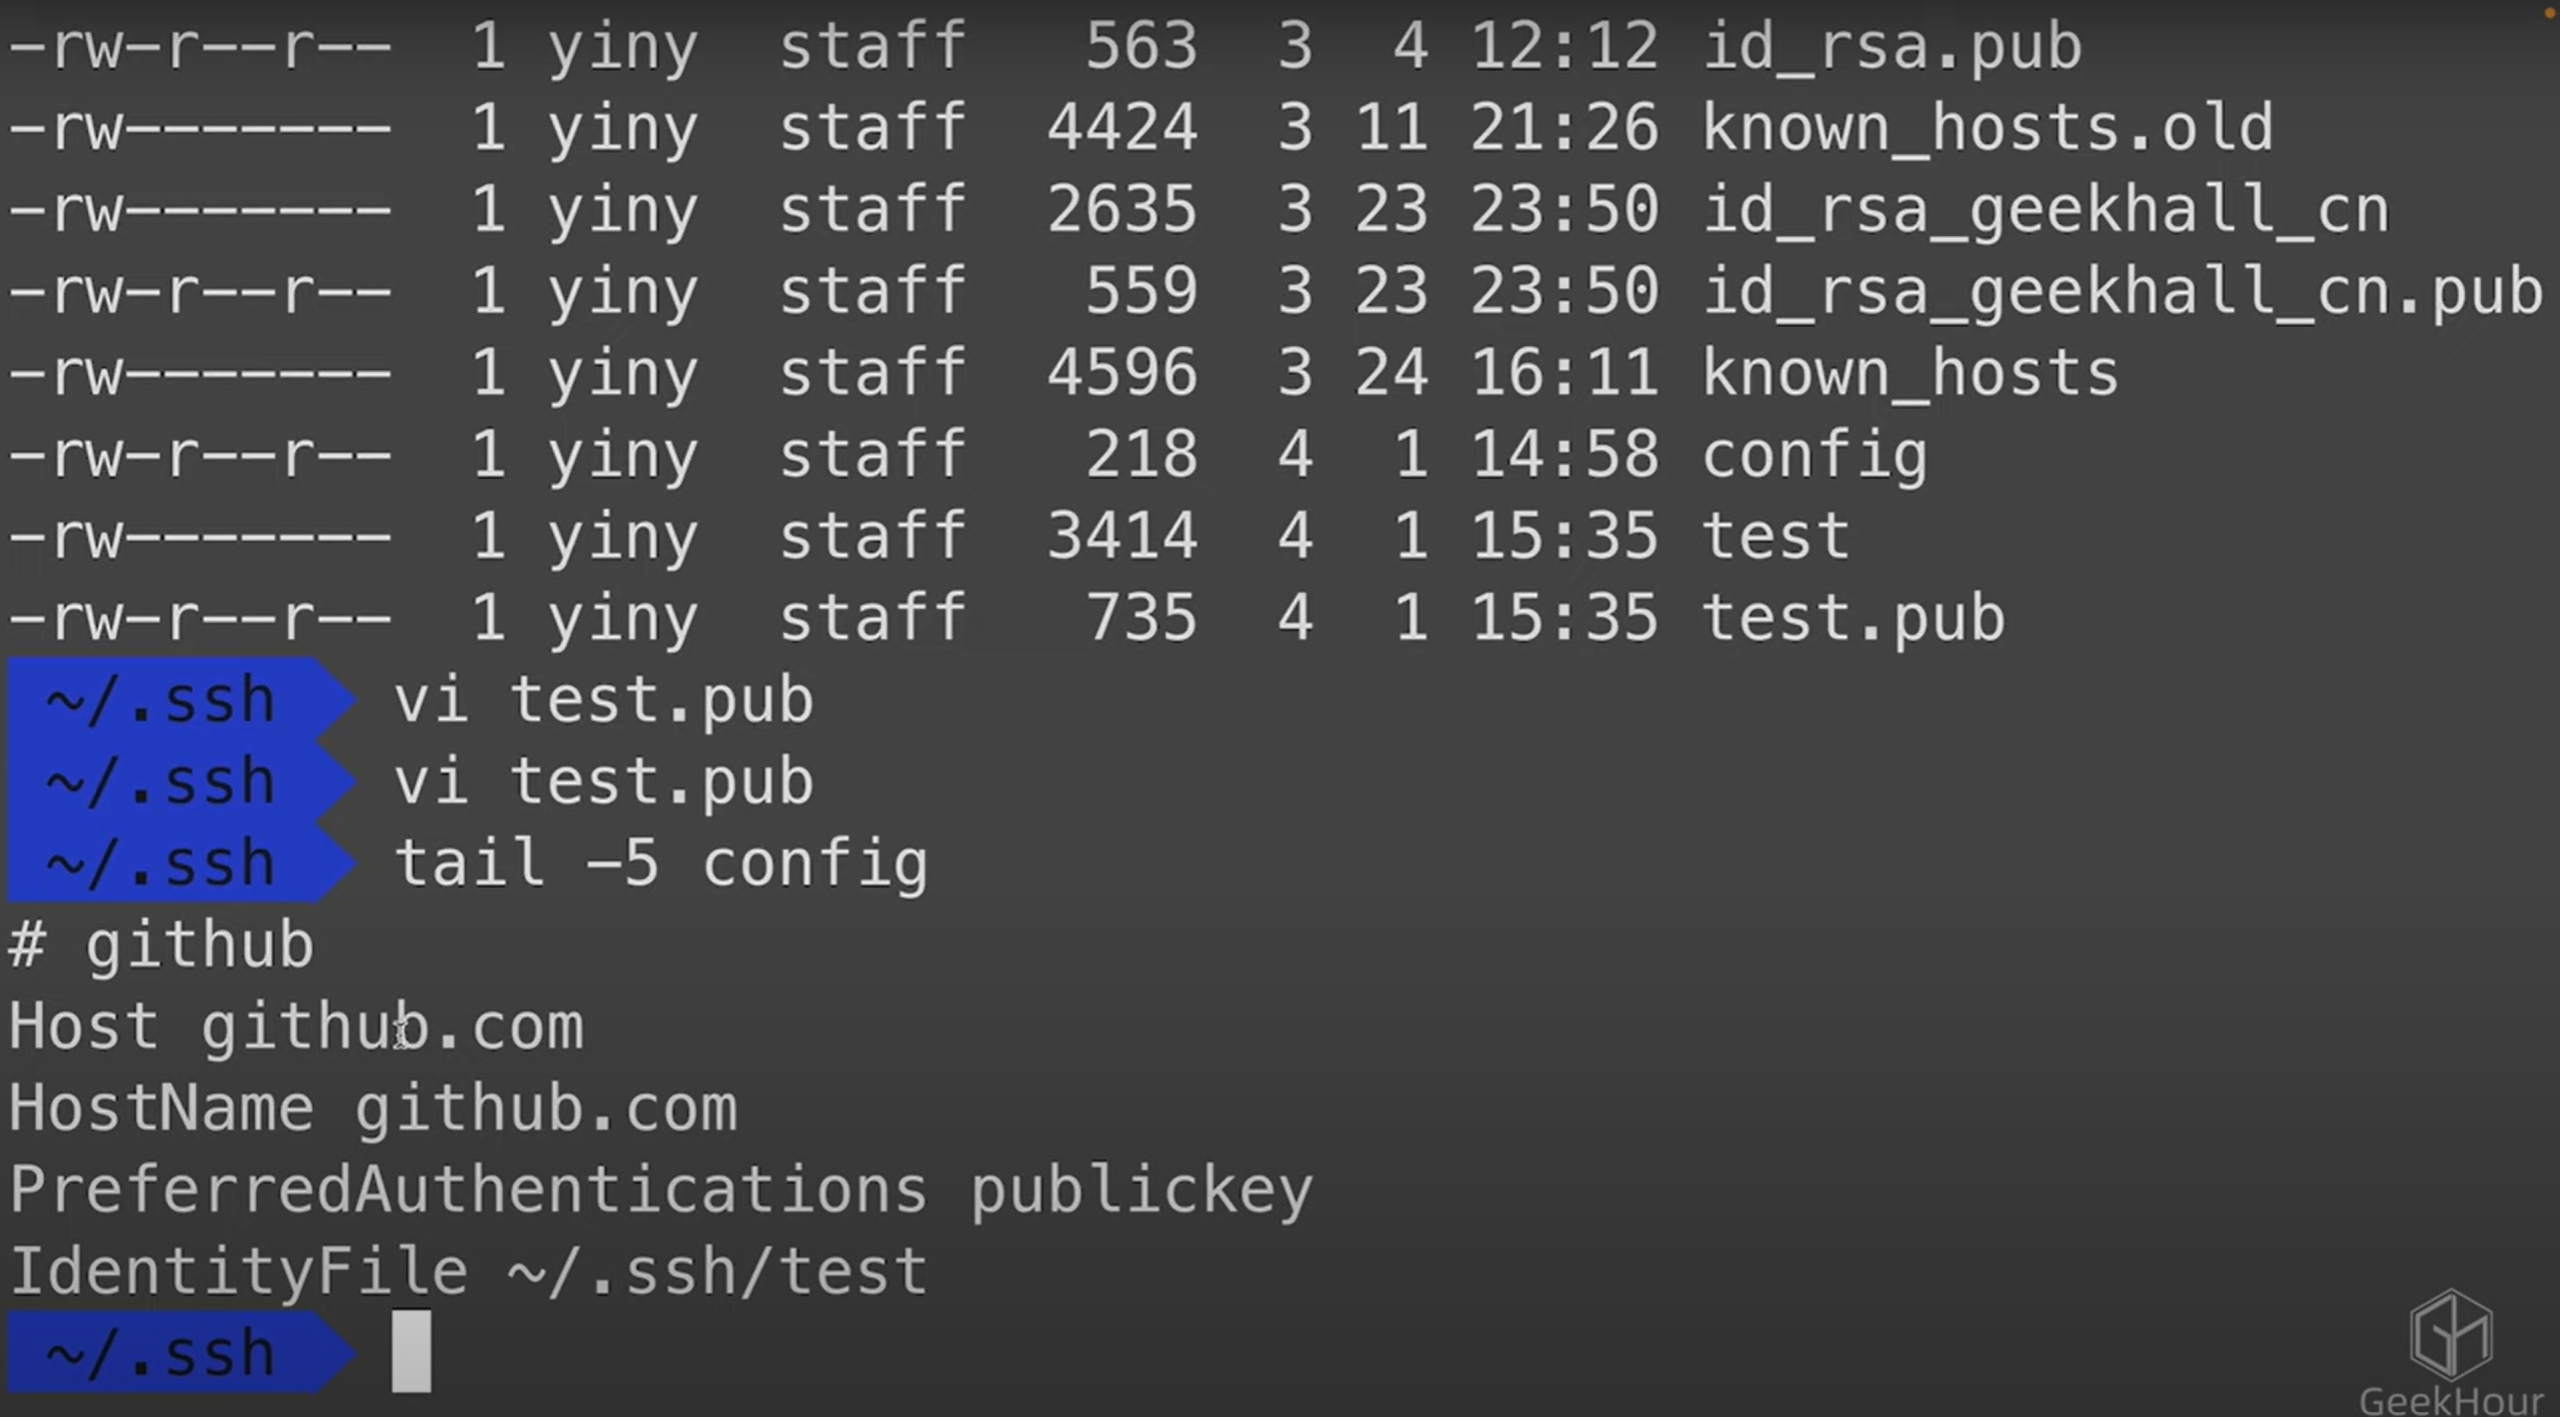 -rw-r--r--  1 yiny  staff   563  3  4 12:12 id_rsa.pub
-rw-------  1 yiny  staff  4424  3 11 21:26 known_hosts.old
-rw-------  1 yiny  staff  2635  3 23 23:50 id_rsa_geekhall_cn
-rw-r--r--  1 yiny  staff   559  3 23 23:50 id_rsa_geekhall_cn.pub
-rw-------  1 yiny  staff  4596  3 24 16:11 known_hosts
-rw-r--r--  1 yiny  staff   218  4  1 14:58 config
-rw-------  1 yiny  staff  3414  4  1 15:35 test
-rw-r--r--  1 yiny  staff   735  4  1 15:35 test.pub
~/.ssh vi test.pub
~/.ssh vi test.pub
~/.ssh tail -5 config
# github
Host github.com
HostName github.com
PreferredAuthentications publickey
IdentityFile ~/.ssh/test
~/.ssh
GeekHour